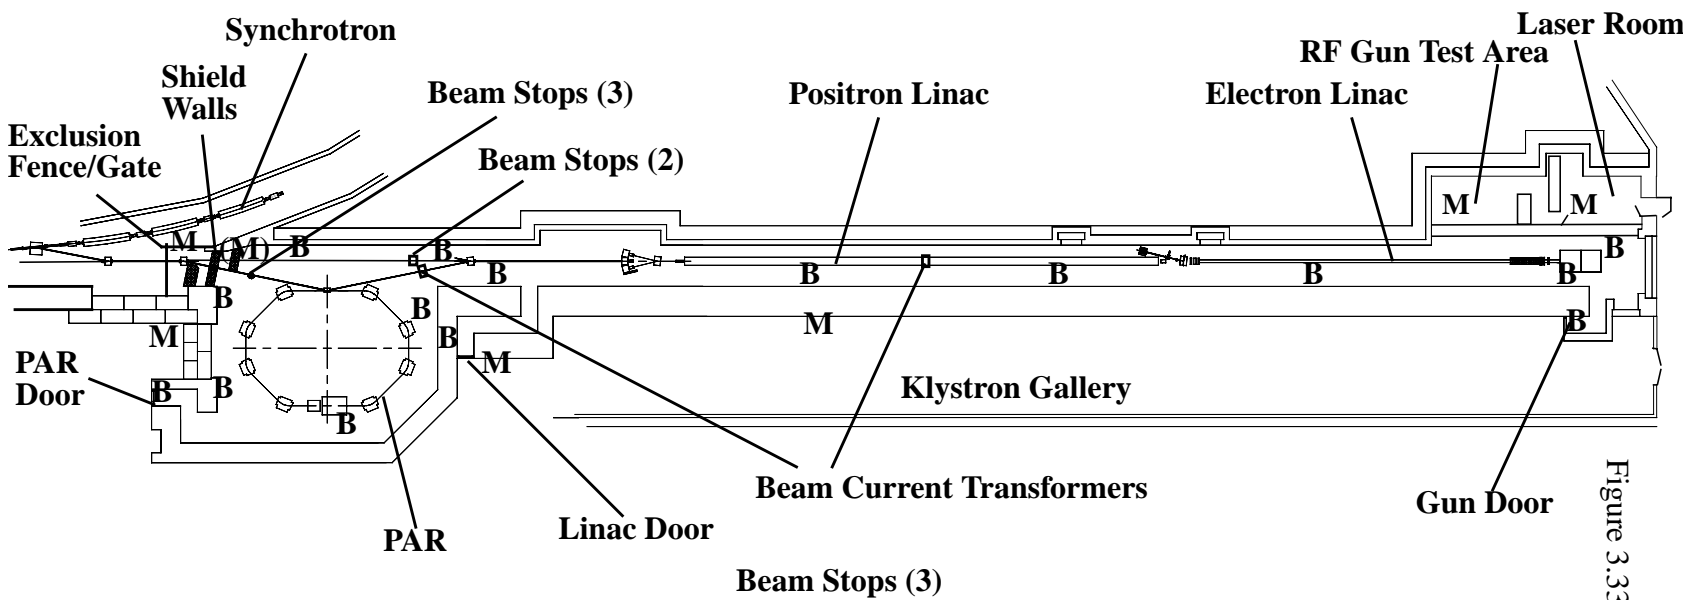 Laser Room
Synchrotron
RF Gun Test Area
Shield
Walls
Beam Stops (3)
Positron Linac
Electron Linac
Exclusion
Fence/Gate
Beam Stops (2)
M
M
M
(M)
B
B
B
B
B
B
B
B
B
B
B
M
B
M
B
B
M
PAR
Door
B
B
Klystron Gallery
B
Beam Current Transformers
Gun Door
Linac Door
PAR
Beam Stops (3)
Figure 3.33